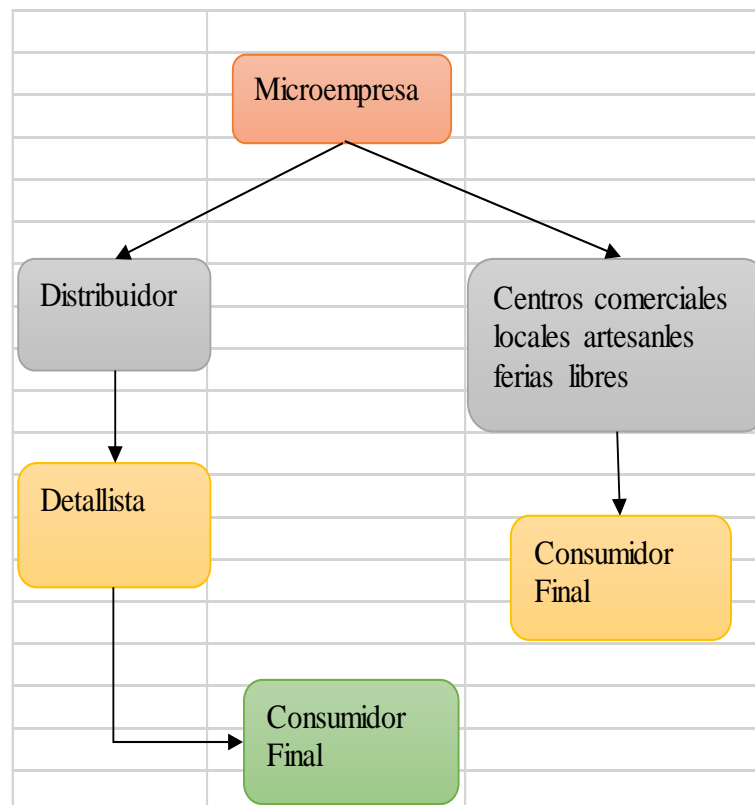 Microempresa
Distribuidor
Centros comerciales
locales artesanles
ferias libres
Detallista
Consumidor
Final
Consumidor
Final